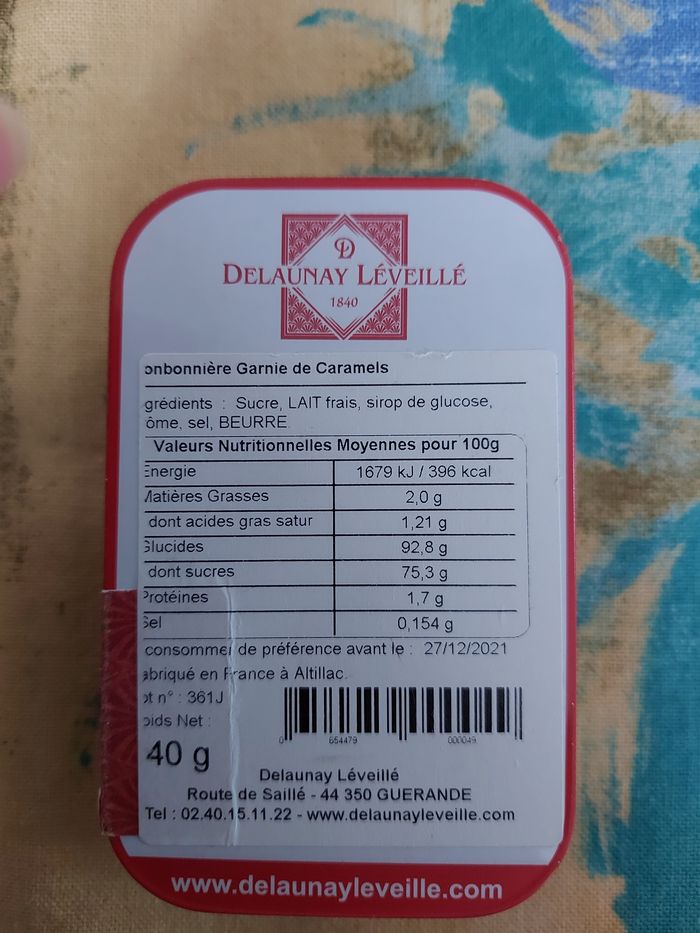 D
DELAUNAY LÉVEILLÉ
1840
onbonnière Garnie de Caramels
grédients : Sucre, LAIT frais, sirop de glucose,
ôme, sel, BEURRE.
Valeurs Nutritionnelles Moyennes pour 100g
Energie 1679 kJ / 396 kcal
Matières Grasses 2,0 g
dont acides gras satur 1,21 g
Glucides 92,8 g
dont sucres 75,3 g
Protéines 1,7 g
Sel 0,154 g
consommer de préférence avant le : 27/12/2021
abriqué en France à Altillac.
ot n° : 361J
oids Net :
40 g
0 654479 000049
Delaunay Léveillé
Route de Saillé - 44 350 GUERANDE
Tel : 02.40.15.11.22 - www.delaunayleveille.com
www.delaunayleveille.com